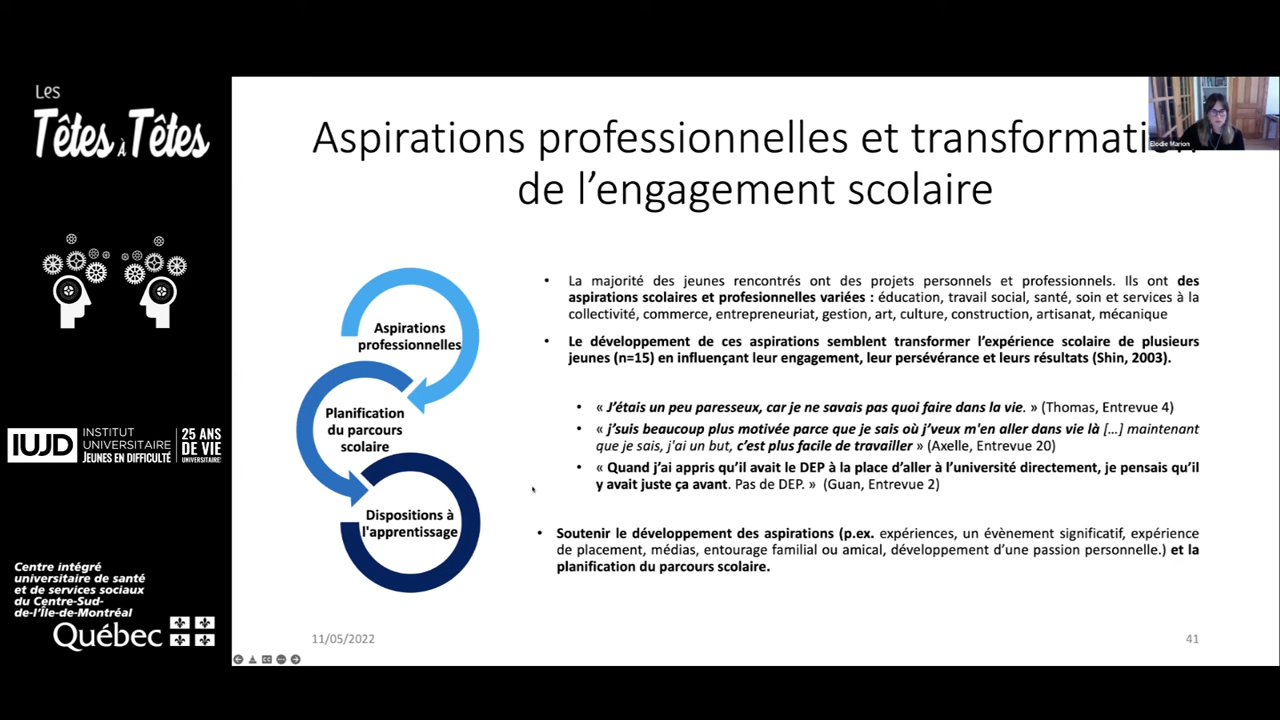 Les
Têtes à Têtes
IUJD
INSTITUT
UNIVERSITAIRE
JEUNES EN DIFFICULTÉ
25 ANS
DE VIE
UNIVERSITAIRE!
Centre intégré
universitaire de santé
et de services sociaux
du Centre-Sud-
de-l'Île-de-Montréal
Québec
Aspirations professionnelles et transformation
de l'engagement scolaire
Elodie Marion
Aspirations
professionnelles
Planification
du parcours
scolaire
Dispositions à
l'apprentissage
• La majorité des jeunes rencontrés ont des projets personnels et professionnels. Ils ont des
aspirations scolaires et profesionnelles variées : éducation, travail social, santé, soin et services à la
collectivité, commerce, entrepreneuriat, gestion, art, culture, construction, artisanat, mécanique
• Le développement de ces aspirations semblent transformer l'expérience scolaire de plusieurs
jeunes (n=15) en influençant leur engagement, leur persévérance et leurs résultats (Shin, 2003).
• « J'étais un peu paresseux, car je ne savais pas quoi faire dans la vie. » (Thomas, Entrevue 4)
• « j'suis beaucoup plus motivée parce que je sais où j'veux m'en aller dans vie là […] maintenant
que je sais, j'ai un but, c'est plus facile de travailler » (Axelle, Entrevue 20)
• « Quand j'ai appris qu'il avait le DEP à la place d'aller à l'université directement, je pensais qu'il
y avait juste ça avant. Pas de DEP. » (Guan, Entrevue 2)
• Soutenir le développement des aspirations (p.ex. expériences, un évènement significatif, expérience
de placement, médias, entourage familial ou amical, développement d'une passion personnelle.) et la
planification du parcours scolaire.
11/05/2022
41